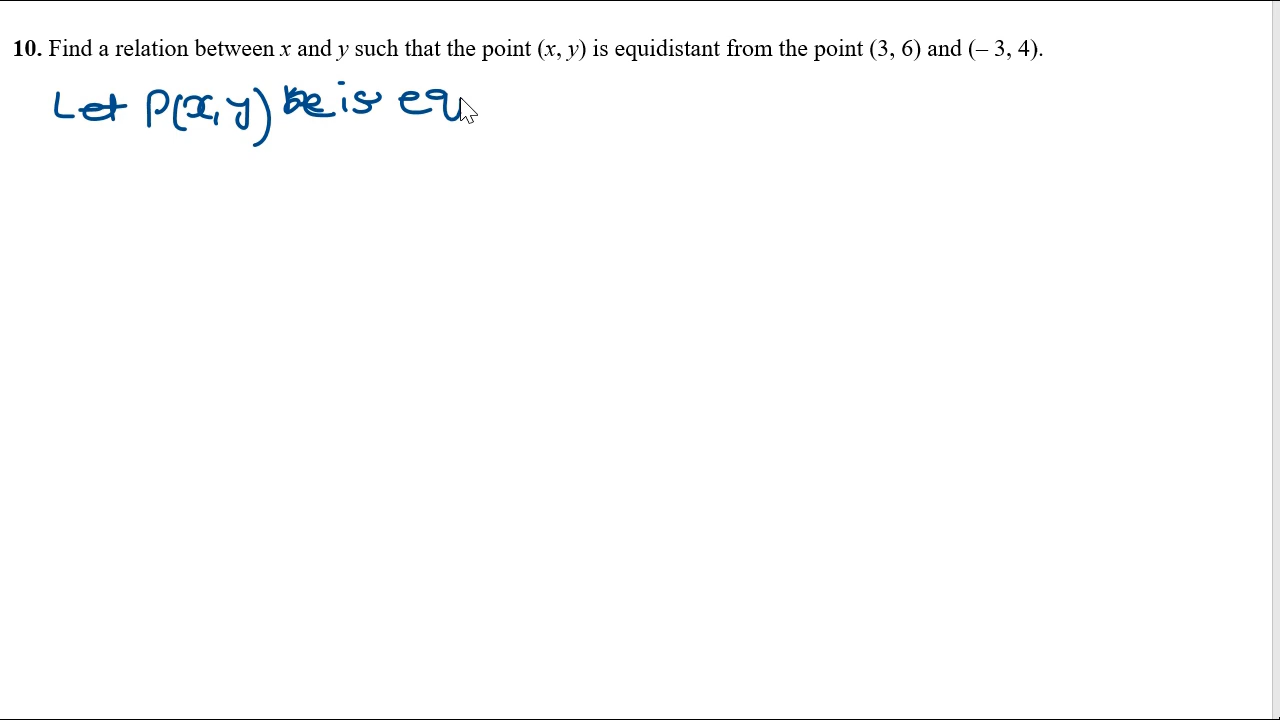 10. Find a relation between x and y such that the point (x, y) is equidistant from the point (3, 6) and (– 3, 4).
Let P(x, y) be is equ